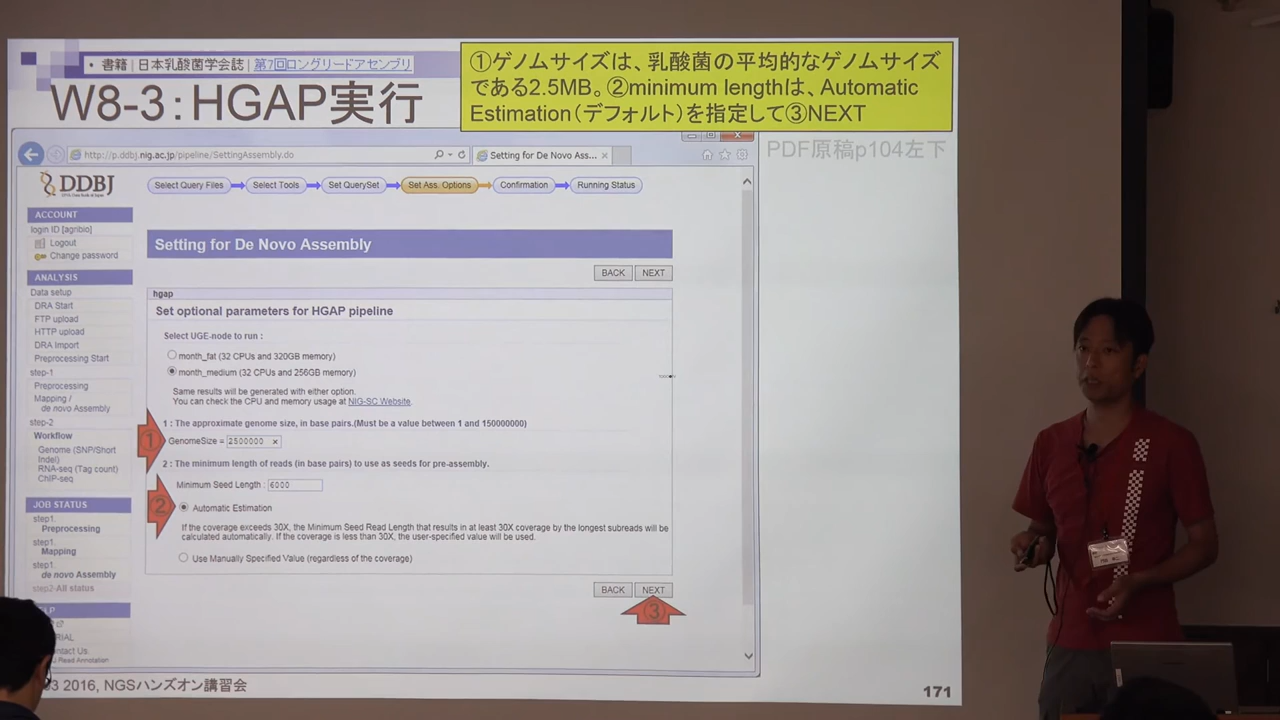 ・書籍 | 日本乳酸菌学会誌 | 第7回ロングリードアセンブリ
W8-3：HGAP実行
①ゲノムサイズは、乳酸菌の平均的なゲノムサイズ
である2.5MB。②minimum lengthは、Automatic
Estimation（デフォルト）を指定して③NEXT
PDF原稿p104左下
http://p.ddbj.nig.ac.jp/pipeline/SettingAssembly.do
Setting for De Novo Ass...
DDBJ
Select Query Files
Select Tools
Set QuerySet
Set Ass. Options
Confirmation
Running Status
ACCOUNT
login ID [agribio]
Logout
Change password
ANALYSIS
Data setup
DRA Start
FTP upload
HTTP upload
DRA Import
Preprocessing Start
step-1
Preprocessing
Mapping /
de novo Assembly
step-2
Workflow
Genome (SNP/Short
Indel)
RNA-seq (Tag count)
ChIP-seq
JOB STATUS
step1
Preprocessing
step1
Mapping
step1
de novo Assembly
step2-All status
Setting for De Novo Assembly
BACK NEXT
hgap
Set optional parameters for HGAP pipeline
Select UGE-node to run :
month_fat (32 CPUs and 320GB memory)
month_medium (32 CPUs and 256GB memory)
Same results will be generated with either option.
You can check the CPU and memory usage at NIG-SC Website.
1 : The approximate genome size, in base pairs.(Must be a value between 1 and 150000000)
① GenomeSize = 2500000 ×
2 : The minimum length of reads (in base pairs) to use as seeds for pre-assembly.
Minimum Seed Length : 6000
② Automatic Estimation
If the coverage exceeds 30X, the Minimum Seed Read Length that results in at least 30X coverage by the longest subreads will be
calculated automatically. If the coverage is less than 30X, the user-specified value will be used.
Use Manually Specified Value (regardless of the coverage)
BACK NEXT
③
2016, NGSハンズオン講習会
171